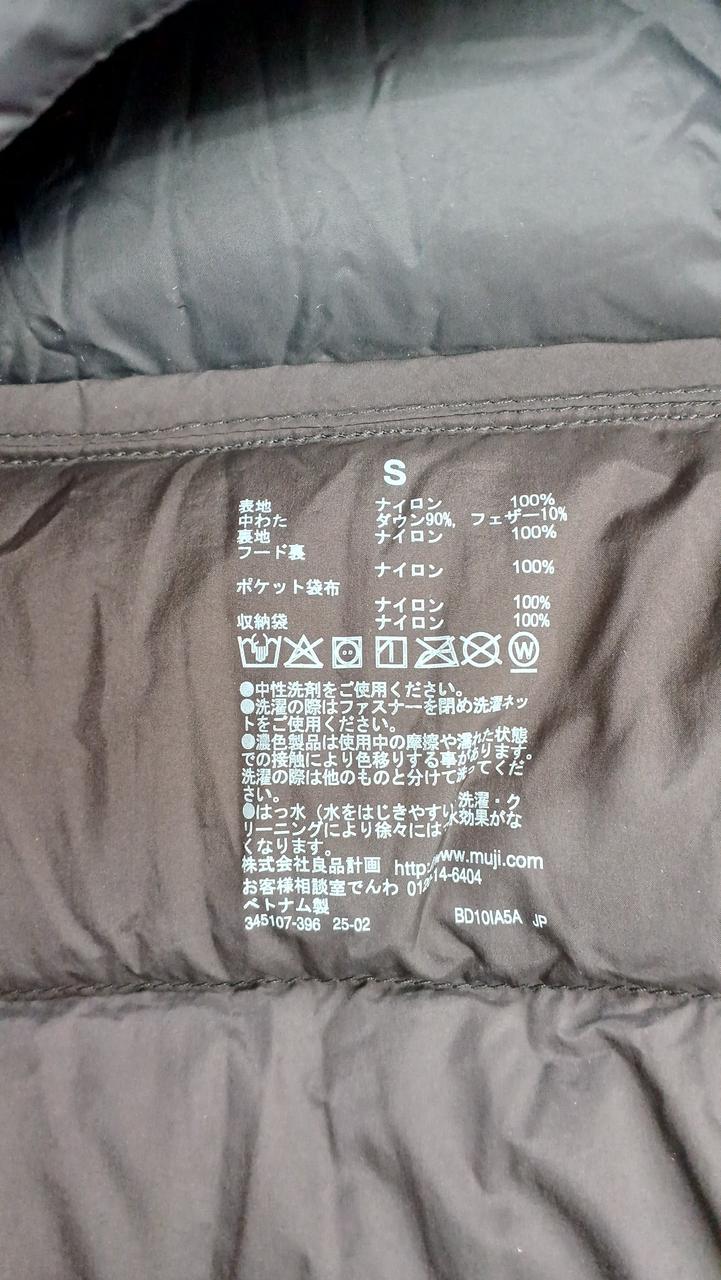 S
表地 ナイロン 100%
中わた ダウン90%, フェザー10%
裏地 ナイロン 100%
フード裏
ナイロン 100%
ポケット袋布
ナイロン 100%
収納袋 ナイロン 100%
W
●中性洗剤をご使用ください。
●洗濯の際はファスナーを閉め洗濯ネッ
トをご使用ください。
●濃色製品は使用中の摩擦や濡れた状態
での接触により色移りする事があります。
洗濯の際は他のものと分けて洗ってくだ
さい。
●はっ水（水をはじきやすい 洗濯・ク
リーニングにより徐々には 水効果がな
くなります。
株式会社良品計画 http: www.muji.com
お客様相談室でんわ 14-6404
ベトナム製
345107-396 25-02 BD10IA5A JP